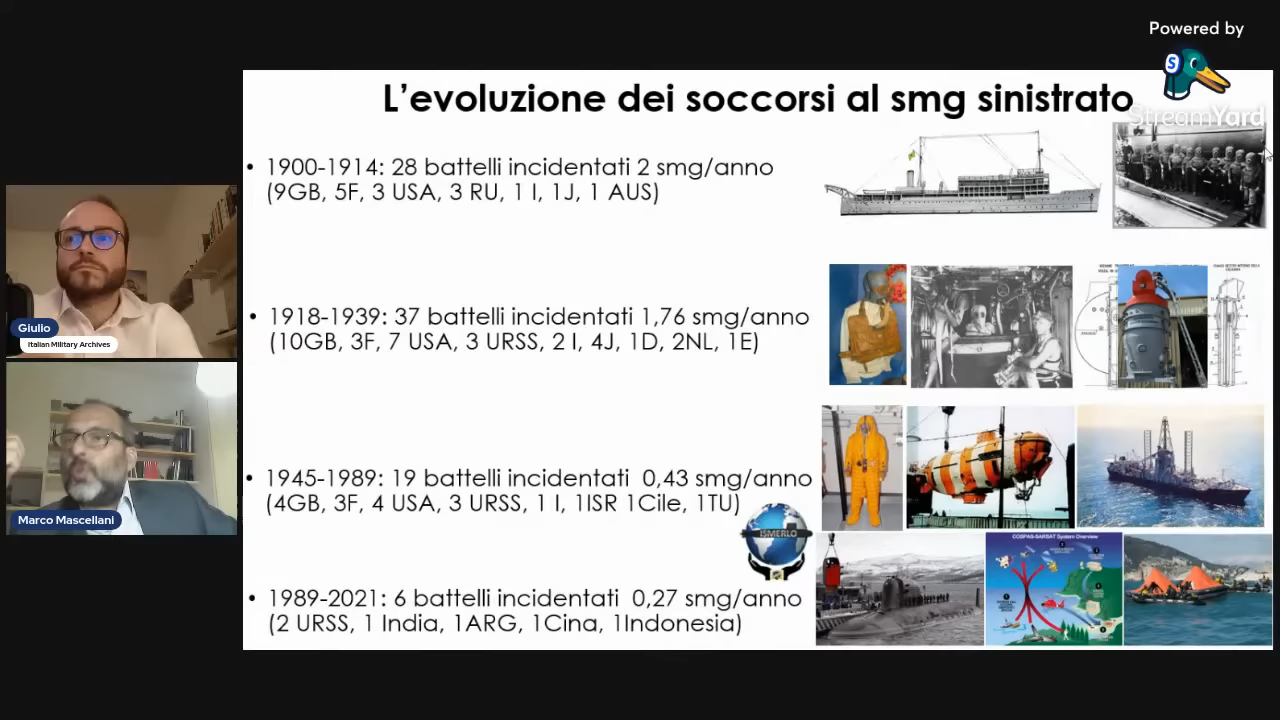 Powered by
StreamYard
L'evoluzione dei soccorsi al smg sinistrato
• 1900-1914: 28 battelli incidentati 2 smg/anno
(9GB, 5F, 3 USA, 3 RU, 1 I, 1J, 1 AUS)
• 1918-1939: 37 battelli incidentati 1,76 smg/anno
(10GB, 3F, 7 USA, 3 URSS, 2 I, 4J, 1D, 2NL, 1E)
• 1945-1989: 19 battelli incidentati 0,43 smg/anno
(4GB, 3F, 4 USA, 3 URSS, 1 I, 1ISR 1Cile, 1TU)
ISMERLO
• 1989-2021: 6 battelli incidentati 0,27 smg/anno
(2 URSS, 1 India, 1ARG, 1Cina, 1Indonesia)
COSPAS-SARSAT System Overview
Giulio
Italian Military Archives
Marco Mascellani